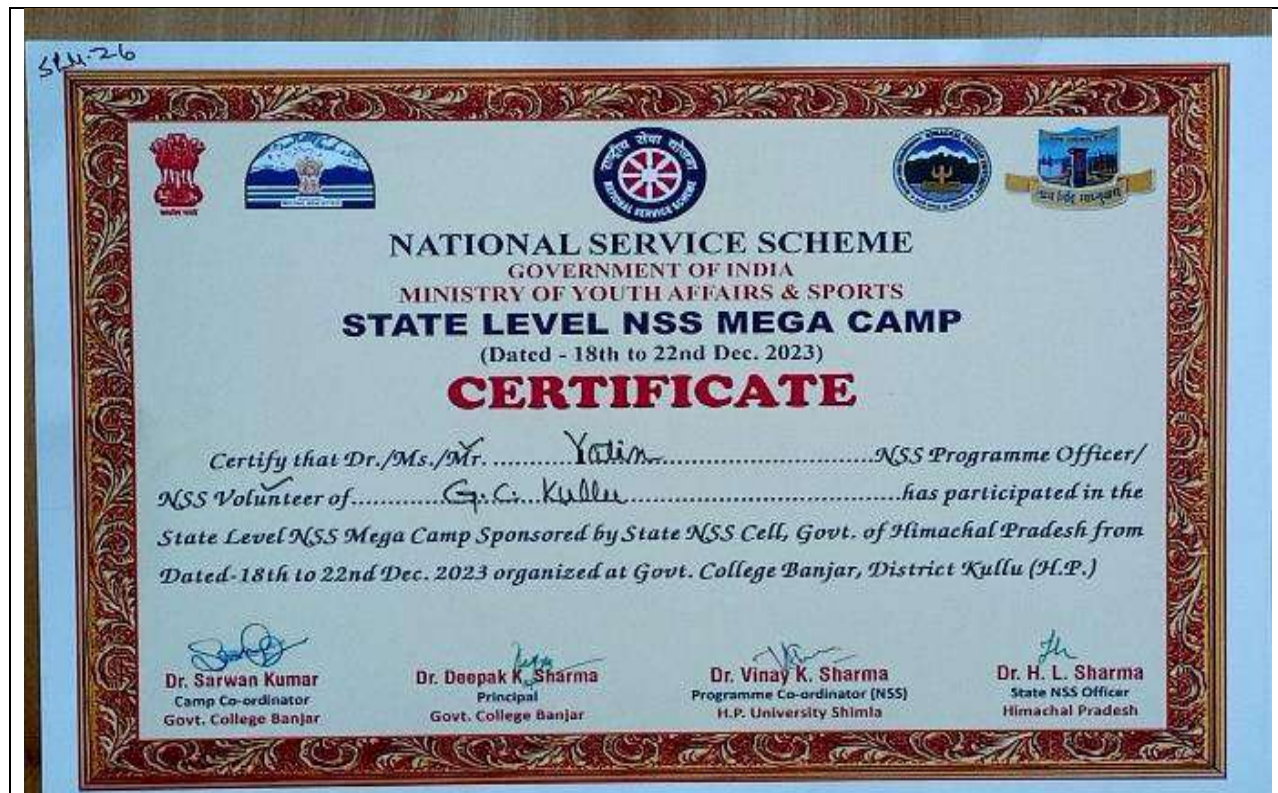 राष्ट्रीय सेवा योजना
NATIONAL SERVICE SCHEME
NATIONAL SERVICE SCHEME
GOVERNMENT OF INDIA
MINISTRY OF YOUTH AFFAIRS & SPORTS
STATE LEVEL NSS MEGA CAMP
(Dated - 18th to 22nd Dec. 2023)
CERTIFICATE
Certify that Dr./Ms./Mr. ............ Yatin ............ NSS Programme Officer/
NSS Volunteer of ............ G.C. Kullu ............ has participated in the
State Level NSS Mega Camp Sponsored by State NSS Cell, Govt. of Himachal Pradesh from
Dated-18th to 22nd Dec. 2023 organized at Govt. College Banjar, District Kullu (H.P.)
Dr. Sarwan Kumar Dr. Deepak K. Sharma Dr. Vinay K. Sharma Dr. H. L. Sharma
Camp Co-ordinator Principal Programme Co-ordinator (NSS) State NSS Officer
Govt. College Banjar Govt. College Banjar H.P. University Shimla Himachal Pradesh